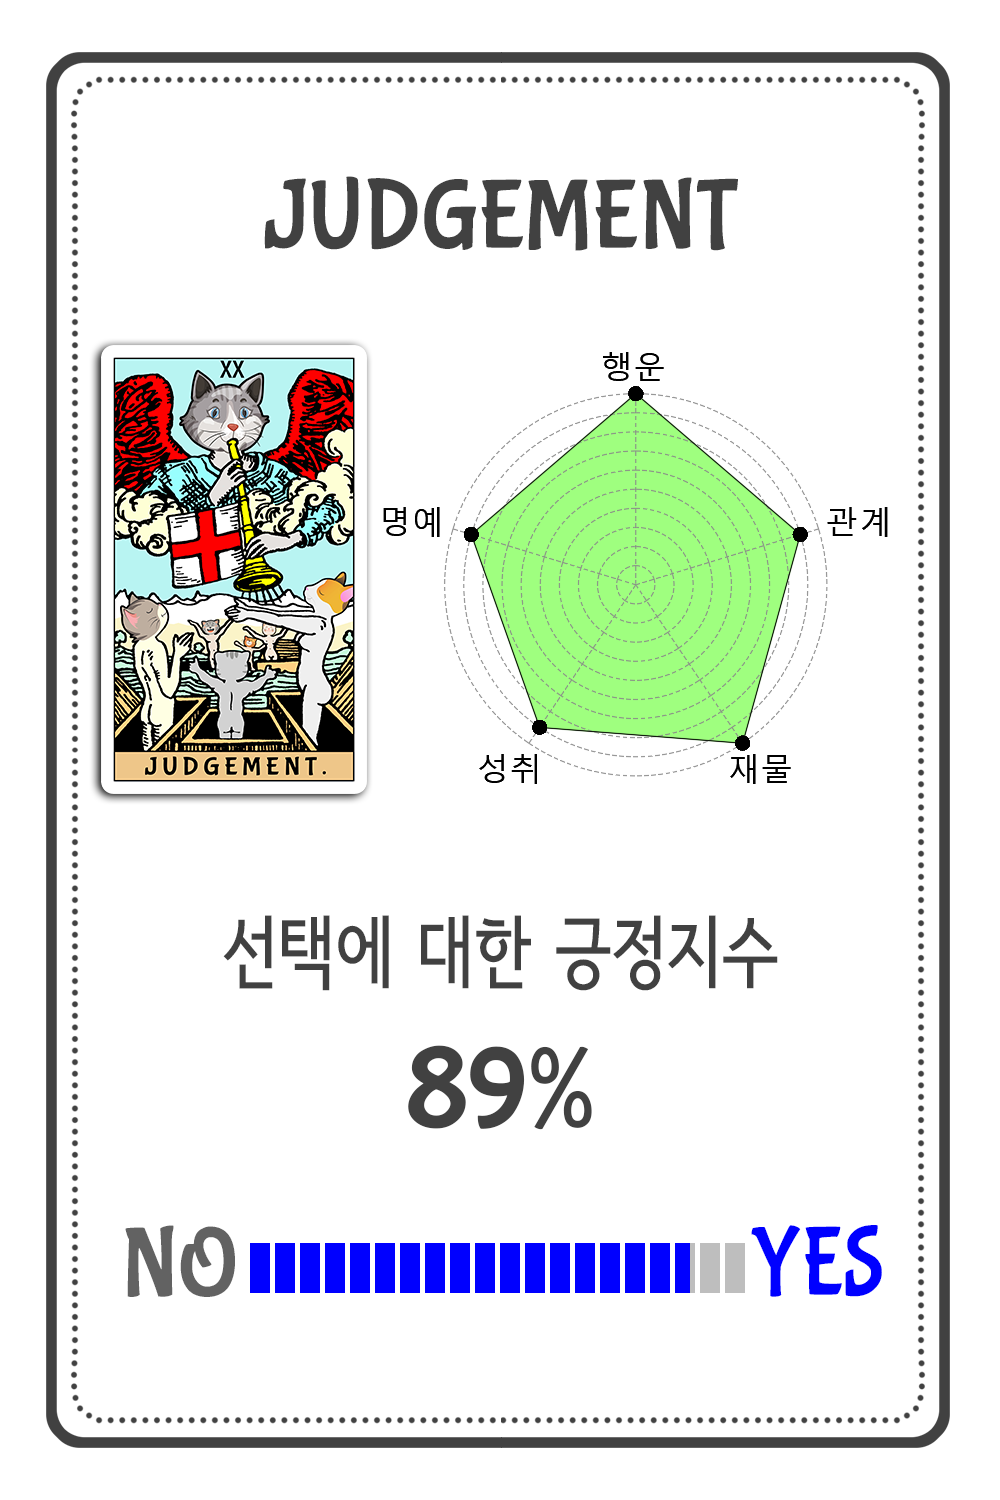 JUDGEMENT
XX
JUDGEMENT.
행운
명예
관계
성취
재물
선택에 대한 긍정지수
89%
NO YES